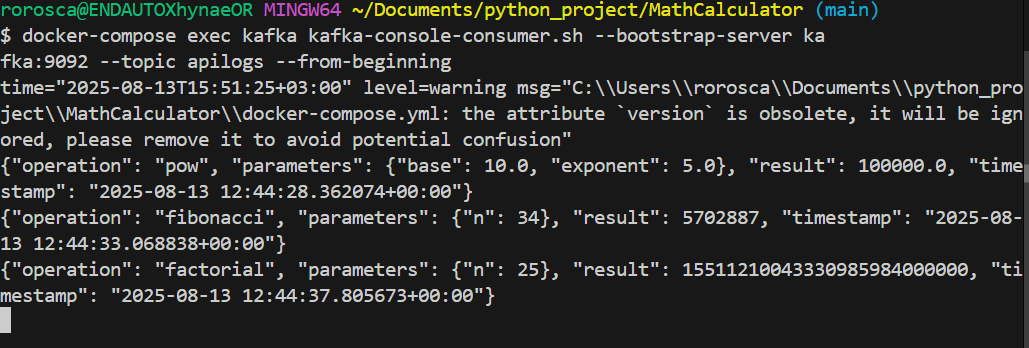 rorosca@ENDAUTOXhynaeOR MINGW64 ~/Documents/python_project/MathCalculator (main)
$ docker-compose exec kafka kafka-console-consumer.sh --bootstrap-server ka
fka:9092 --topic apilogs --from-beginning
time="2025-08-13T15:51:25+03:00" level=warning msg="C:\\Users\\rorosca\\Documents\\python_pro
ject\\MathCalculator\\docker-compose.yml: the attribute `version` is obsolete, it will be ign
ored, please remove it to avoid potential confusion"
{"operation": "pow", "parameters": {"base": 10.0, "exponent": 5.0}, "result": 100000.0, "time
stamp": "2025-08-13 12:44:28.362074+00:00"}
{"operation": "fibonacci", "parameters": {"n": 34}, "result": 5702887, "timestamp": "2025-08-
13 12:44:33.068838+00:00"}
{"operation": "factorial", "parameters": {"n": 25}, "result": 15511210043330985984000000, "ti
mestamp": "2025-08-13 12:44:37.805673+00:00"}